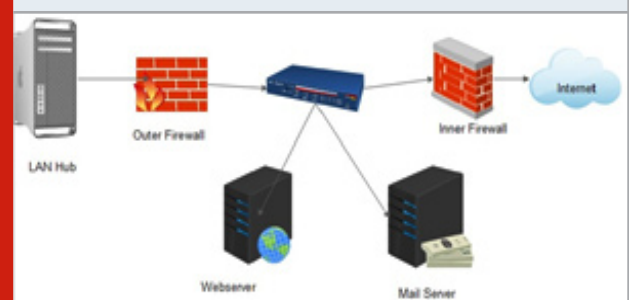 Internet
Outer Firewall
Inner Firewall
LAN Hub
Webserver
Mail Server